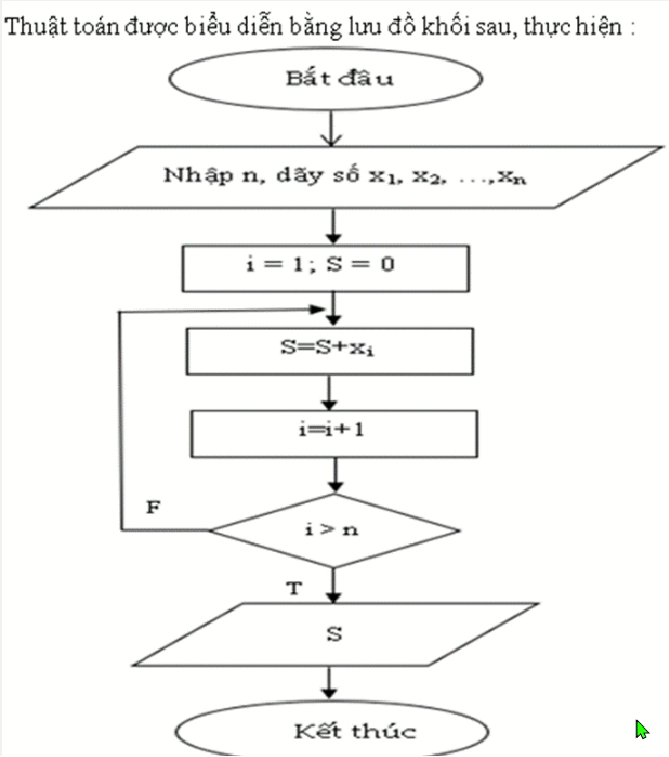 Thuật toán được biểu diễn bằng lưu đồ khối sau, thực hiện :
Bắt đầu
Nhập n, dãy số x₁, x₂, ...,xₙ
i = 1; S = 0
S=S+xᵢ
i=i+1
F
i > n
T
S
Kết thúc